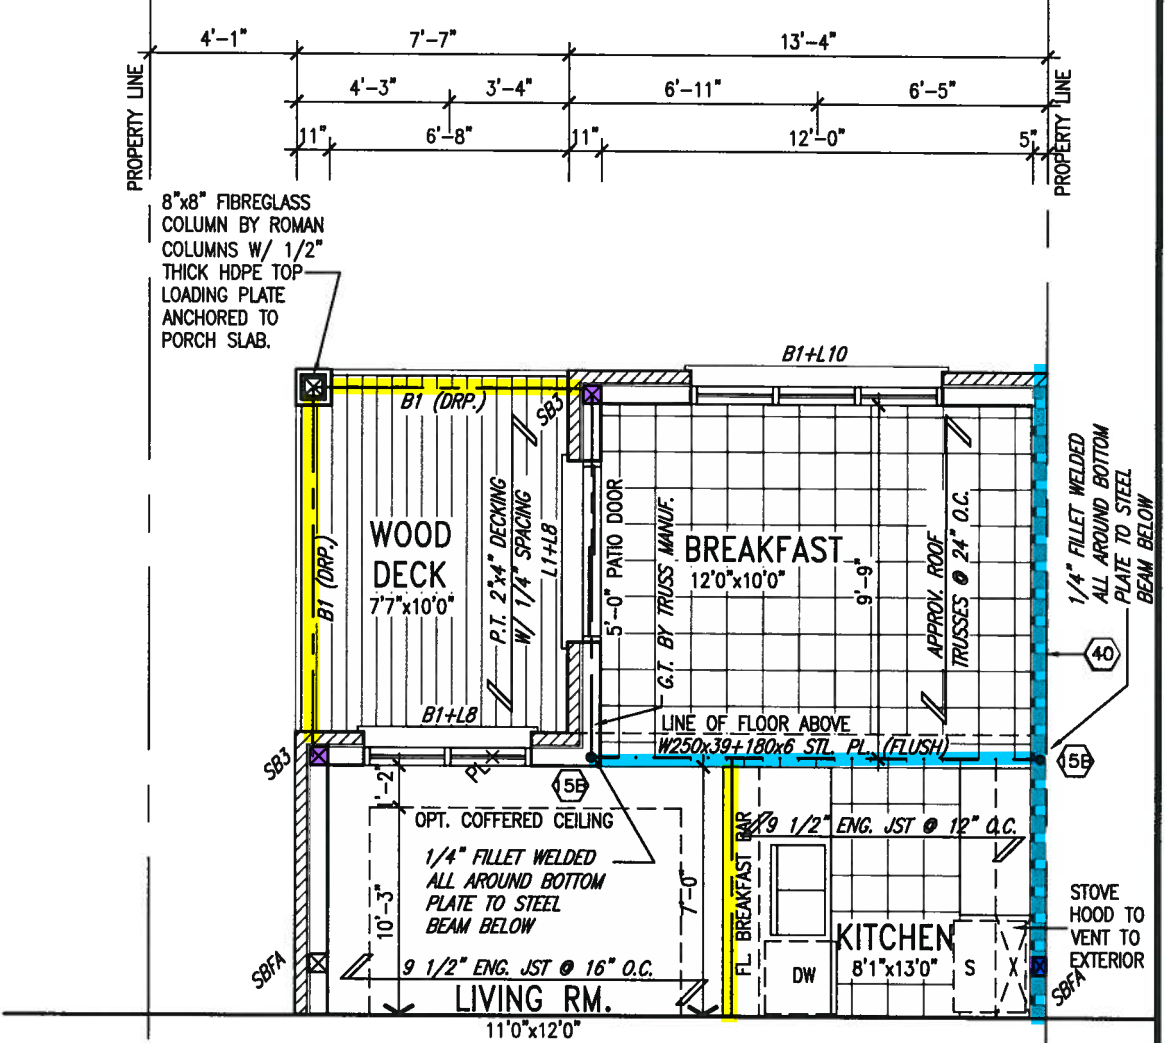 4'-1"
7'-7"
13'-4"
4'-3"
3'-4"
6'-11"
6'-5"
11"
6'-8"
11"
12'-0"
5"
PROPERTY LINE
PROPERTY LINE
8"x8" FIBREGLASS
COLUMN BY ROMAN
COLUMNS W/ 1/2"
THICK HDPE TOP
LOADING PLATE
ANCHORED TO
PORCH SLAB.
B1+L10
B1 (DRP.)
SB3
B1 (DRP.)
WOOD
DECK
7'7"x10'0"
P.T. 2"x4" DECKING
W/ 1/4" SPACING
L1+L8
5'-0" PATIO DOOR
G.T. BY TRUSS MANUF.
BREAKFAST
12'0"x10'0"
9'-9"
APPROV. ROOF
TRUSSES @ 24" O.C.
1/4" FILLET WELDED
ALL AROUND BOTTOM
PLATE TO STEEL
BEAM BELOW
40
B1+L8
LINE OF FLOOR ABOVE
W250x39+180x6 STL. PL. (FLUSH)
SB3
PL
15B
15B
1'-2"
OPT. COFFERED CEILING
1/4" FILLET WELDED
ALL AROUND BOTTOM
PLATE TO STEEL
BEAM BELOW
10'-3"
FL BREAKFAST BAR
9 1/2" ENG. JST @ 12" O.C.
KITCHEN
8'1"x13'0"
DW
S
STOVE
HOOD TO
VENT TO
EXTERIOR
SBFA
SBFA
9 1/2" ENG. JST @ 16" O.C.
LIVING RM.
11'0"x12'0"